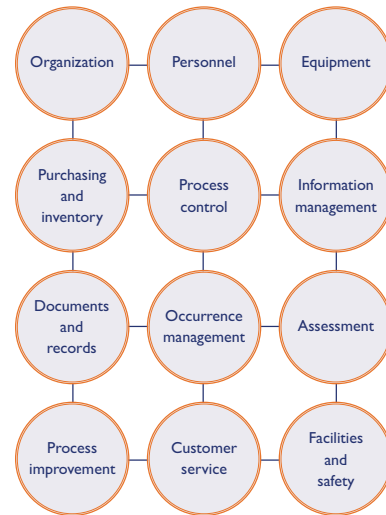 Organization
Personnel
Equipment
Purchasing
and
inventory
Process
control
Information
management
Documents
and
records
Occurrence
management
Assessment
Process
improvement
Customer
service
Facilities
and
safety